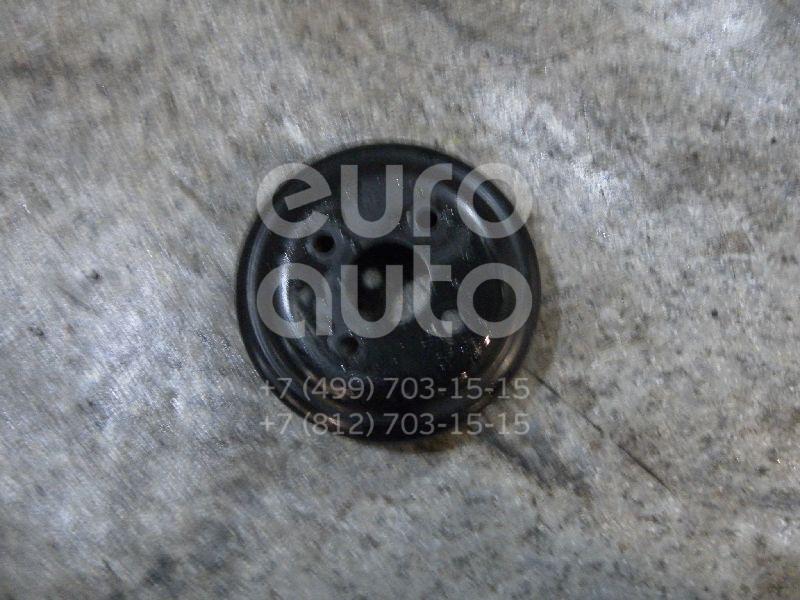 euro
auto
+7 (499) 703-15-15
+7 (812) 703-15-15